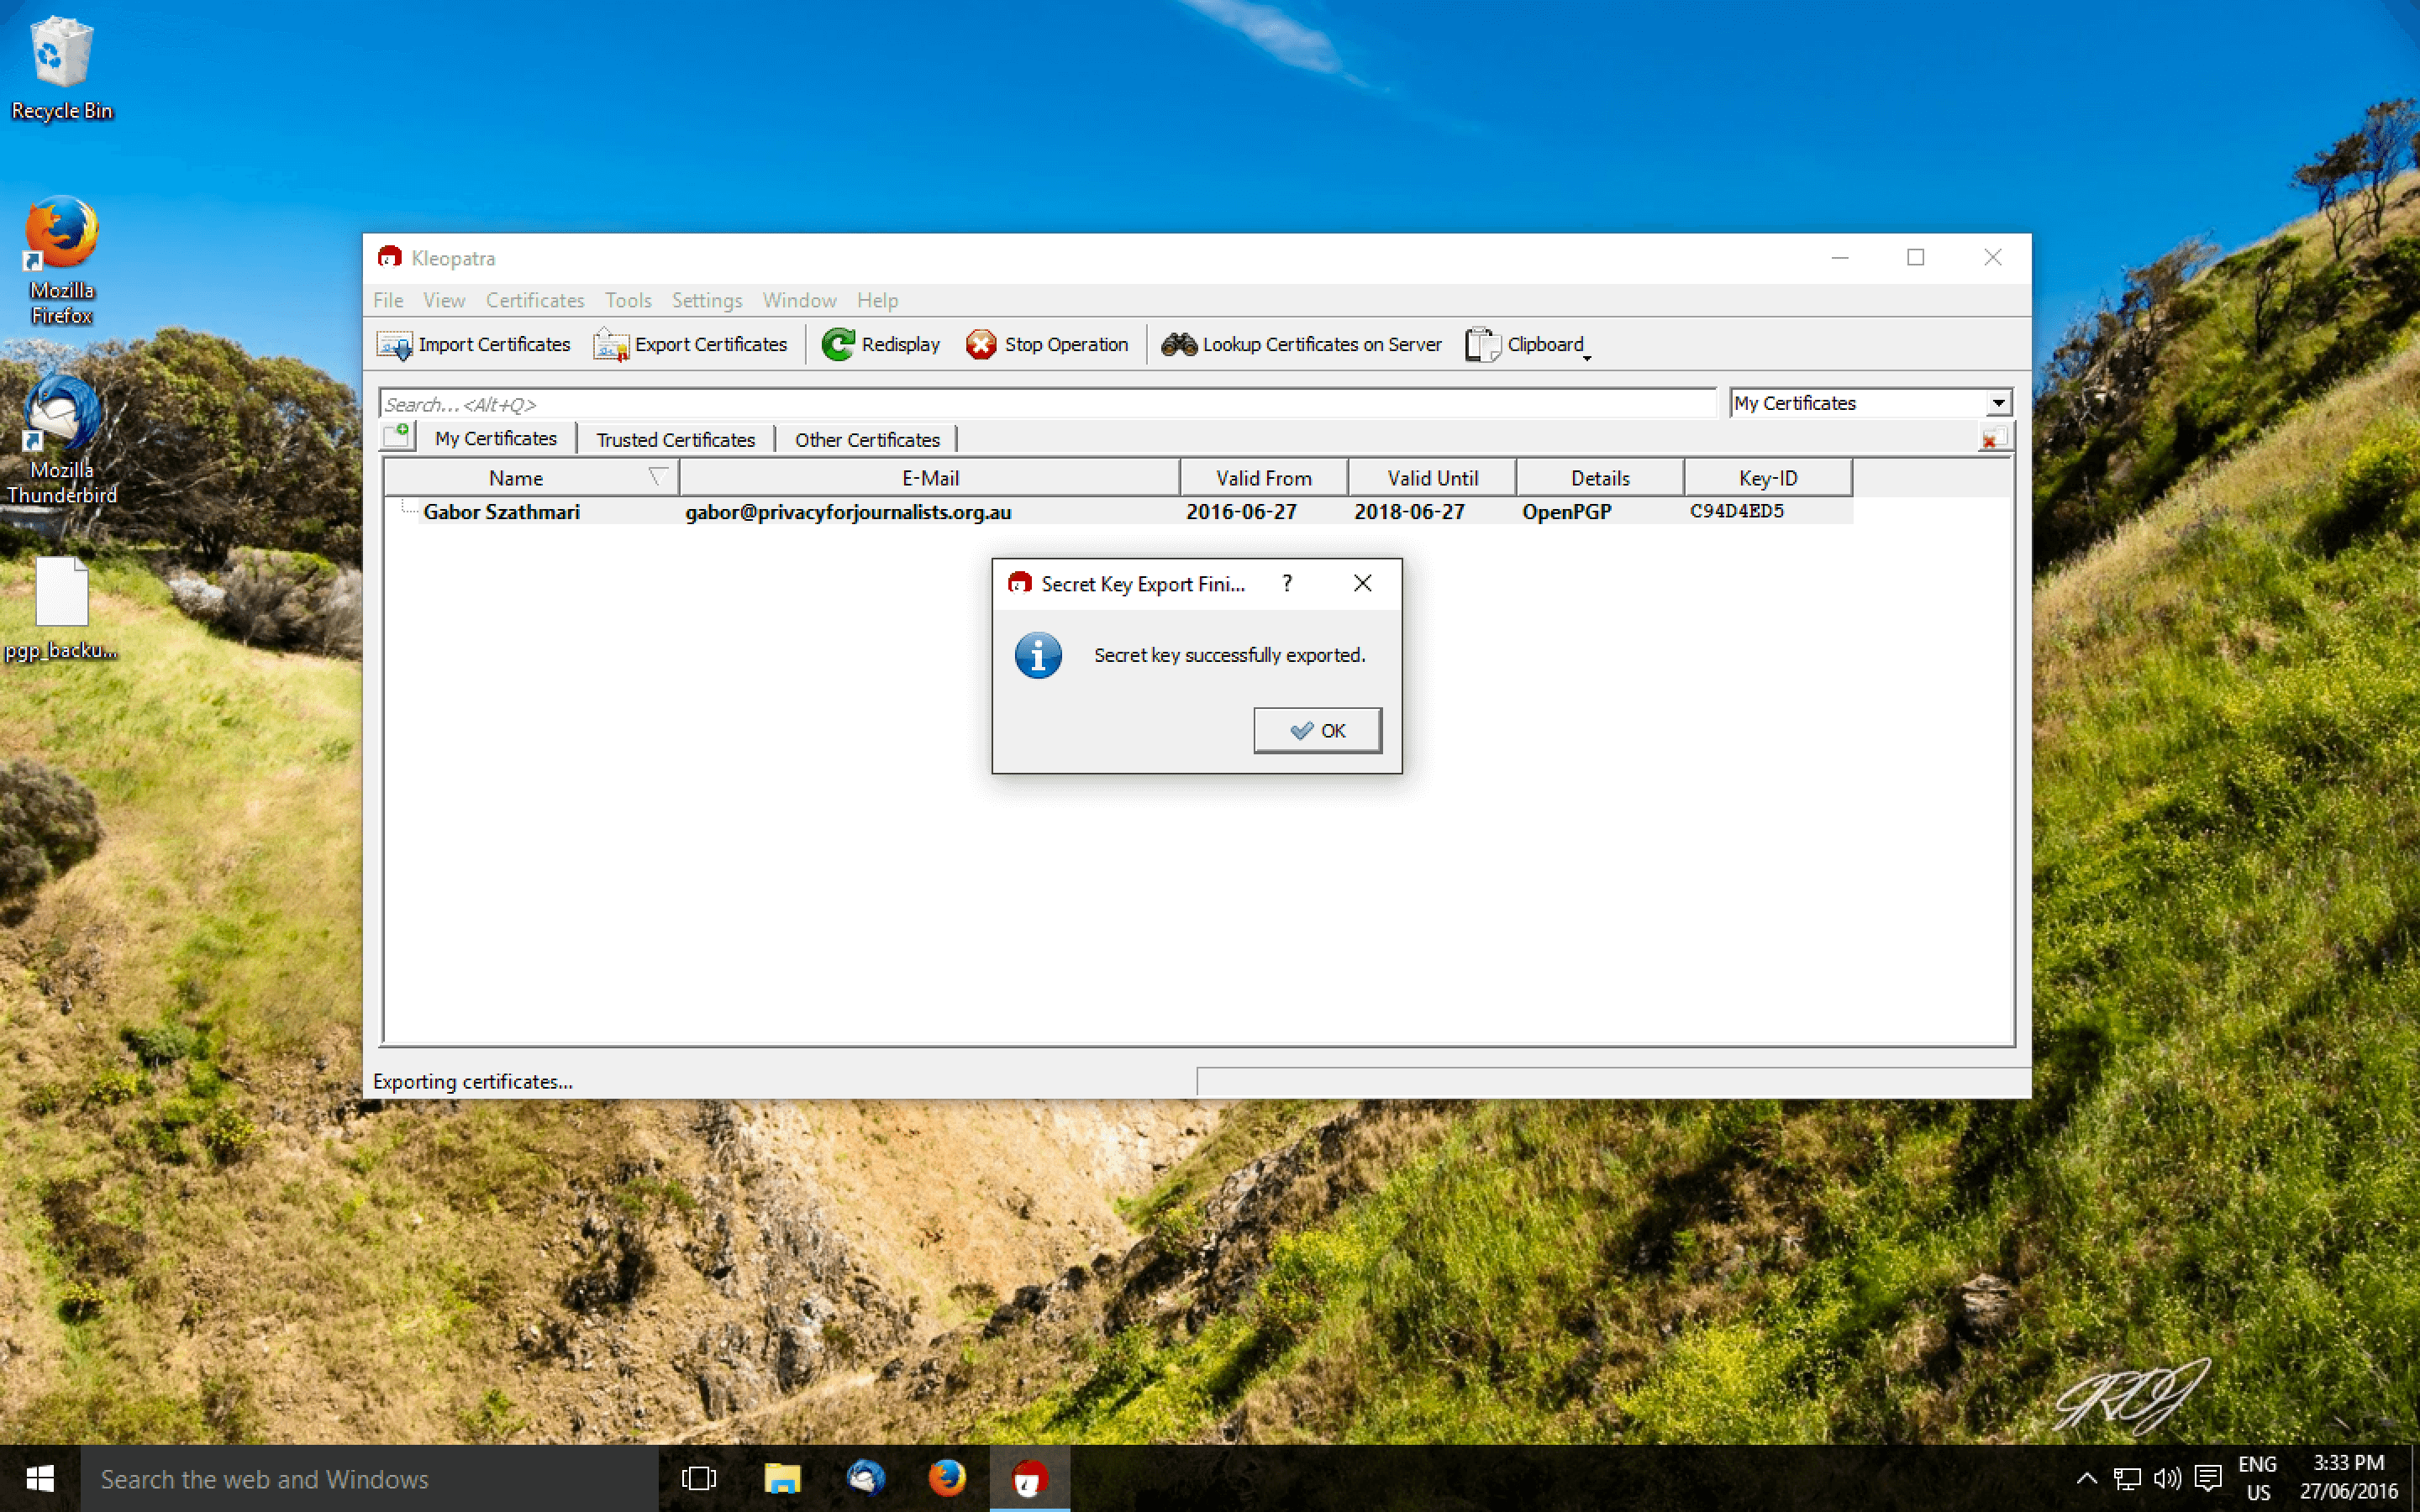 Recycle Bin
Mozilla
Firefox
Mozilla
Thunderbird
pgp_backu...
Kleopatra
File View Certificates Tools Settings Window Help
Import Certificates Export Certificates Redisplay Stop Operation Lookup Certificates on Server Clipboard
Search...<Alt+Q> My Certificates
My Certificates Trusted Certificates Other Certificates
Name E-Mail Valid From Valid Until Details Key-ID
Gabor Szathmari gabor@privacyforjournalists.org.au 2016-06-27 2018-06-27 OpenPGP C94D4ED5
Secret Key Export Fini... ?
Secret key successfully exported.
OK
Exporting certificates...
Search the web and Windows
ENG
US
3:33 PM
27/06/2016